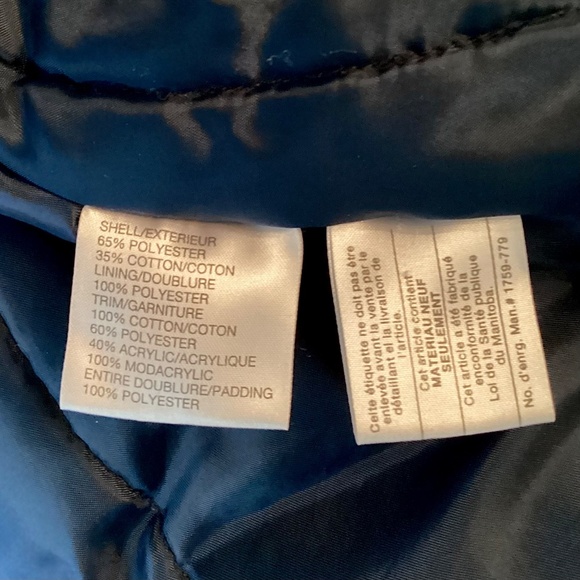 SHELL/EXTERIEUR
65% POLYESTER
35% COTTON/COTON
LINING/DOUBLURE
100% POLYESTER
TRIM/GARNITURE
100% COTTON/COTON
60% POLYESTER
40% ACRYLIC/ACRYLIQUE
100% MODACRYLIC
ENTIRE DOUBLURE/PADDING
100% POLYESTER
Cette étiquette ne doit pas être
enlevée avant la vente par le
détaillant et la livraison de
l'article.
Cet article contient
MATERIAU NEUF
SEULEMENT
Cet article a été fabriqué
enconformité de la
Loi de la Santé publique
du Manitoba.
No. d'enrg. Man.# 1759-779